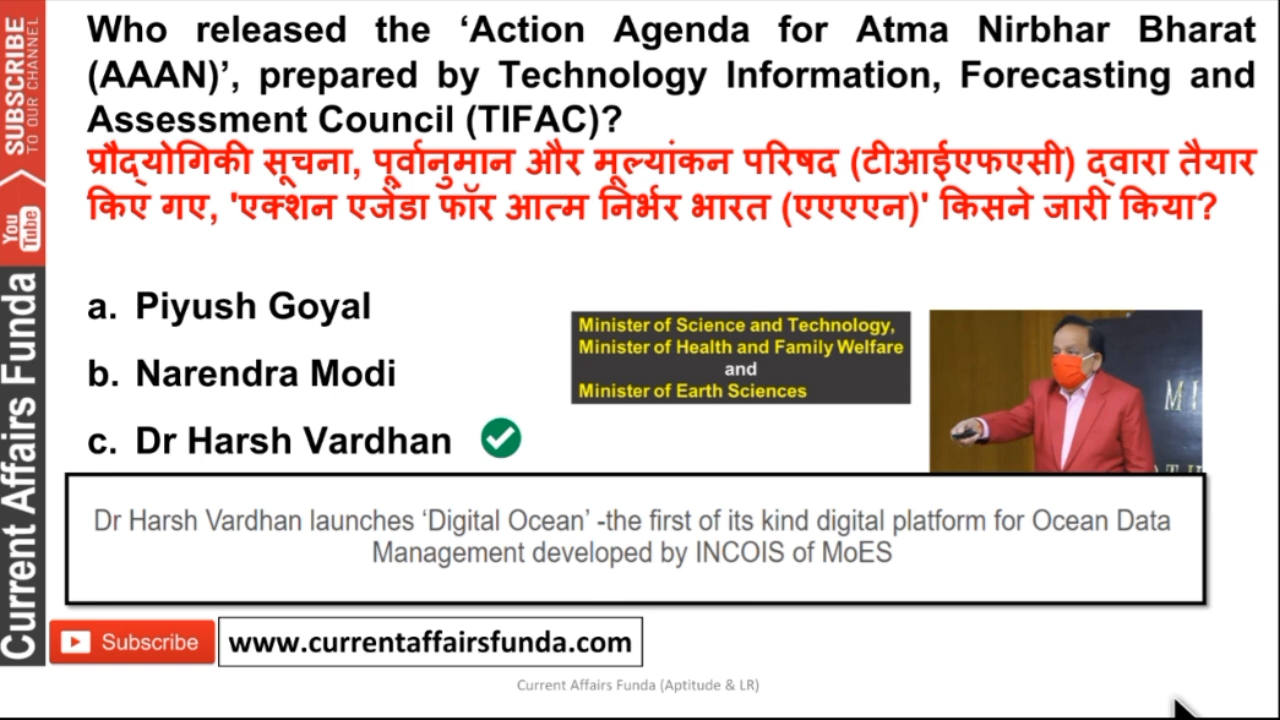 Who released the ‘Action Agenda for Atma Nirbhar Bharat
(AAAN)’, prepared by Technology Information, Forecasting and
Assessment Council (TIFAC)?
प्रौद्योगिकी सूचना, पूर्वानुमान और मूल्यांकन परिषद (टीआईएफएसी) द्वारा तैयार
किए गए, 'एक्शन एजेंडा फॉर आत्म निर्भर भारत (एएएएन)' किसने जारी किया?
a. Piyush Goyal
b. Narendra Modi
c. Dr Harsh Vardhan
Minister of Science and Technology,
Minister of Health and Family Welfare
and
Minister of Earth Sciences
MI
Dr Harsh Vardhan launches ‘Digital Ocean’ -the first of its kind digital platform for Ocean Data
Management developed by INCOIS of MoES
Subscribe
www.currentaffairsfunda.com
Current Affairs Funda (Aptitude & LR)
SUBSCRIBE
TO OUR CHANNEL
You
Tube
Current Affairs Funda